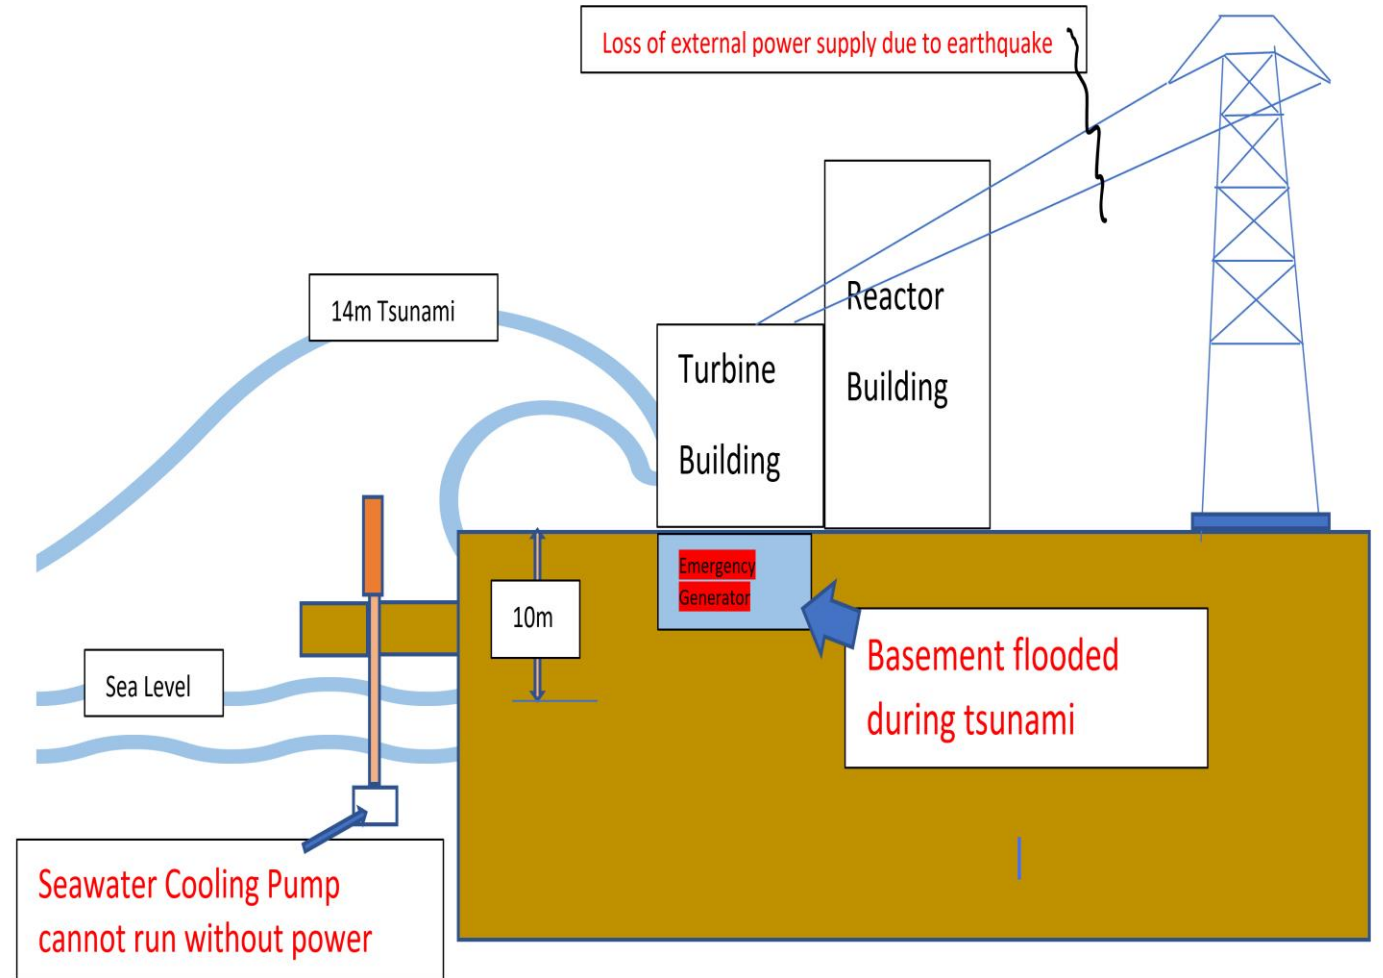 Loss of external power supply due to earthquake
14m Tsunami
Reactor
Building
Turbine
Building
Emergency
Generator
10m
Basement flooded
during tsunami
Sea Level
Seawater Cooling Pump
cannot run without power